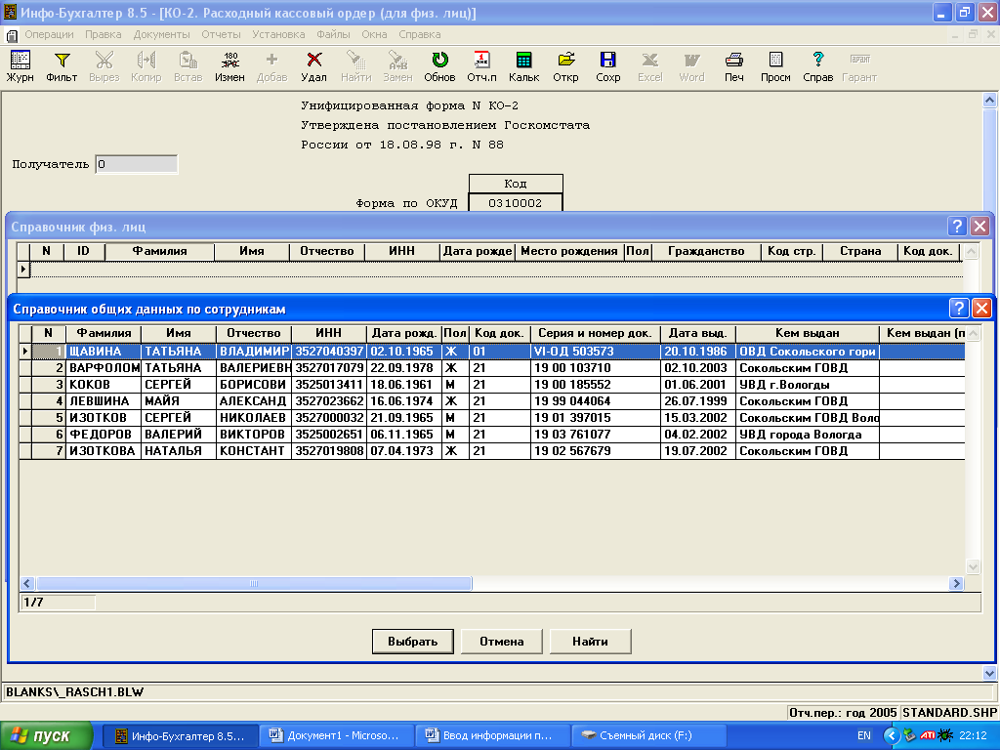 Инфо-Бухгалтер 8.5 - [КО-2. Расходный кассовый ордер (для физ. лиц)]
Операции Правка Документы Отчеты Установка Файлы Окна Справка
Журн Фильт Вырез Копир Встав Измен Добав Удал Найти Замен Обнов Отч.п Кальк Откр Сохр Excel Word Печ Просм Справ Гарант
Унифицированная форма N КО-2
Утверждена постановлением Госкомстата
России от 18.08.98 г. N 88
Получатель 0
Код
Форма по ОКУД 0310002
Справочник физ. лиц
N ID Фамилия Имя Отчество ИНН Дата рожде Место рождения Пол Гражданство Код стр. Страна Код док.
Справочник общих данных по сотрудникам
N Фамилия Имя Отчество ИНН Дата рожд. Пол Код док. Серия и номер док. Дата выд. Кем выдан Кем выдан (п
1 ЩАВИНА ТАТЬЯНА ВЛАДИМИР 3527040397 02.10.1965 Ж 01 VI-ОД 503573 20.10.1986 ОВД Сокольского гори
2 ВАРФОЛОМ ТАТЬЯНА ВАЛЕРИЕВН 3527017079 22.09.1978 Ж 21 19 00 103710 02.10.2003 Сокольским ГОВД
3 КОКОВ СЕРГЕЙ БОРИСОВИ 3525013411 18.06.1961 М 21 19 00 185552 01.06.2001 УВД г.Вологды
4 ЛЕВШИНА МАЙЯ АЛЕКСАНД 3527023662 16.06.1974 Ж 21 19 99 044064 26.07.1999 Сокольским ГОВД
5 ИЗОТКОВ СЕРГЕЙ НИКОЛАЕВ 3527000032 21.09.1965 М 21 19 01 397015 15.03.2002 Сокольским ГОВД Воло
6 ФЕДОРОВ ВАЛЕРИЙ ВИКТОРОВ 3525002651 06.11.1965 М 21 19 03 761077 04.02.2002 УВД города Вологда
7 ИЗОТКОВА НАТАЛЬЯ КОНСТАНТ 3527019808 07.04.1973 Ж 21 19 02 567679 19.07.2002 Сокольским ГОВД
1/7
Выбрать Отмена Найти
BLANKS\_RASCH1.BLW
Отч.пер.: год 2005 STANDARD.SHP
пуск Инфо-Бухгалтер 8.5... Документ1 - Microso... Ввод информации п... Съемный диск (F:) EN 22:12